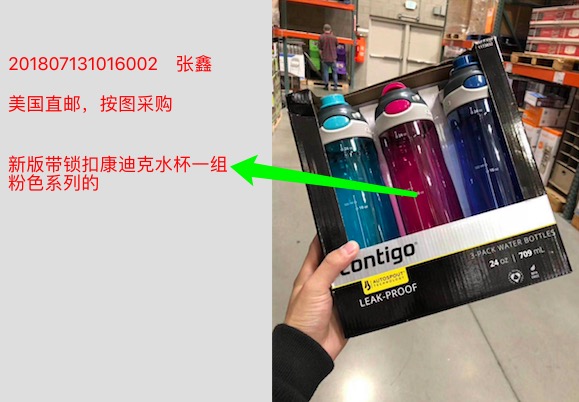 201807131016002 张鑫
美国直邮，按图采购
新版带锁扣康迪克水杯一组
粉色系列的
contigo
3-PACK WATER BOTTLES
24 oz | 709 mL
AUTOSPOUT
TECHNOLOGY
LEAK-PROOF